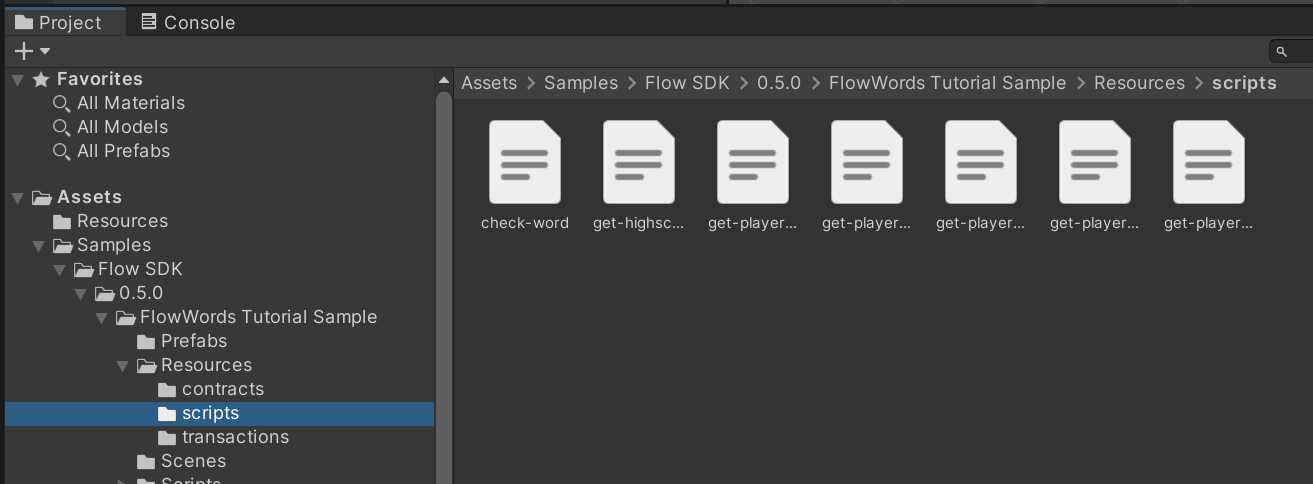 Project
Console
Favorites
All Materials
All Models
All Prefabs
Assets
Resources
Samples
Flow SDK
0.5.0
FlowWords Tutorial Sample
Prefabs
Resources
contracts
scripts
transactions
Scenes
Scripts
Assets > Samples > Flow SDK > 0.5.0 > FlowWords Tutorial Sample > Resources > scripts
check-word get-highsc... get-player... get-player... get-player... get-player... get-player...